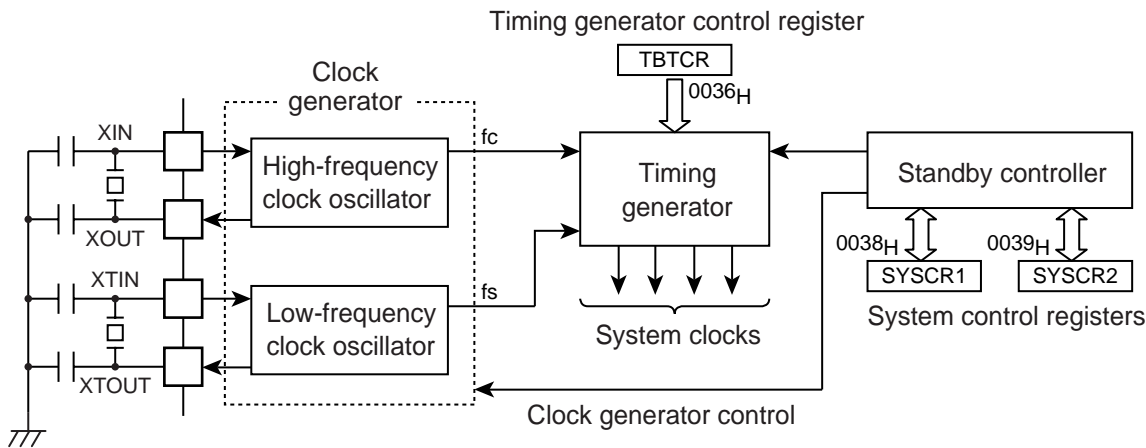 Timing generator control register
TBTCR
0036H
Clock
generator
XIN
High-frequency
clock oscillator
fc
XOUT
Timing
generator
Standby controller
0038H
0039H
SYSCR1
SYSCR2
System control registers
XTIN
Low-frequency
clock oscillator
fs
System clocks
XTOUT
Clock generator control